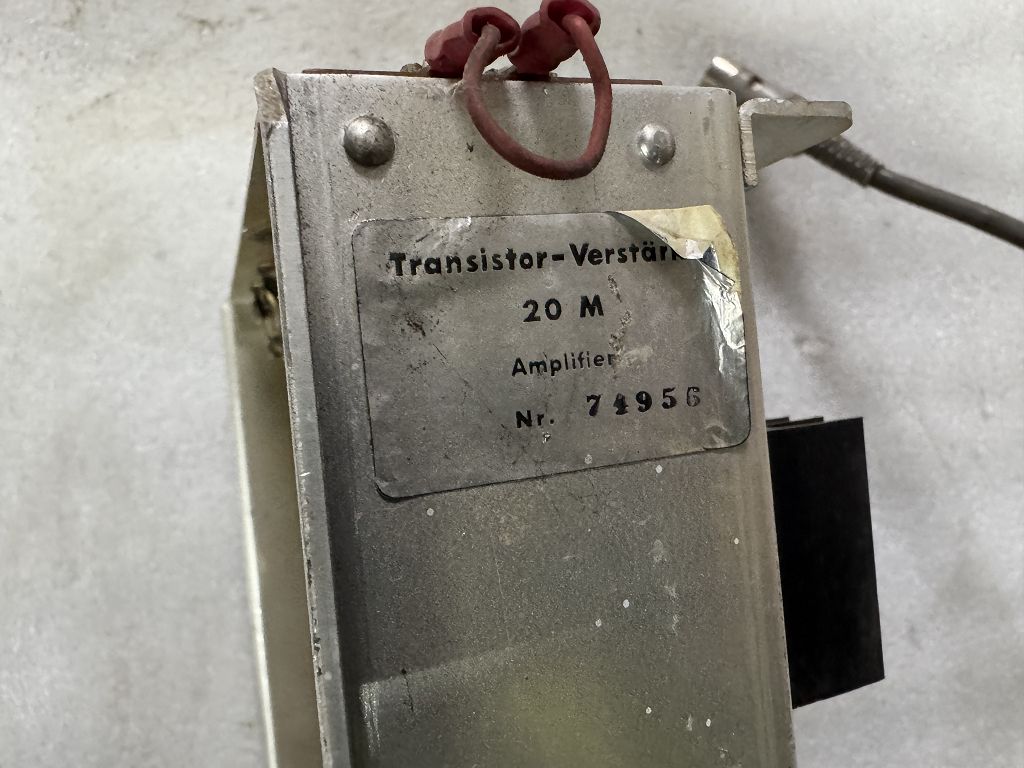 Transistor-Verstär
20 M
Amplifier
Nr. 74956